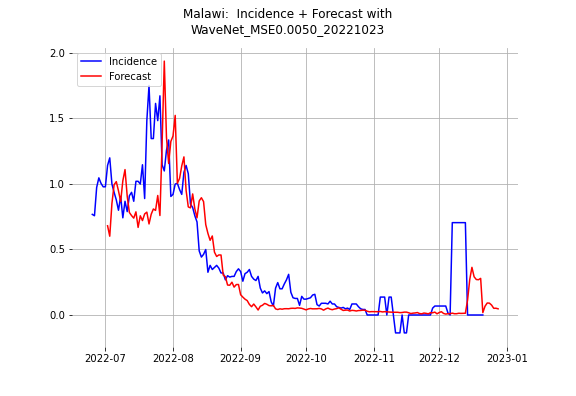 Malawi:  Incidence + Forecast with
WaveNet_MSE0.0050_20221023
Incidence
Forecast
2.0
1.5
1.0
0.5
0.0
2022-07 2022-08 2022-09 2022-10 2022-11 2022-12 2023-01